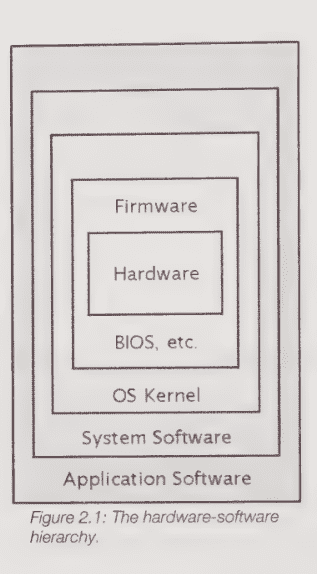 Firmware
Hardware
BIOS, etc.
OS Kernel
System Software
Application Software
Figure 2.1: The hardware-software
hierarchy.